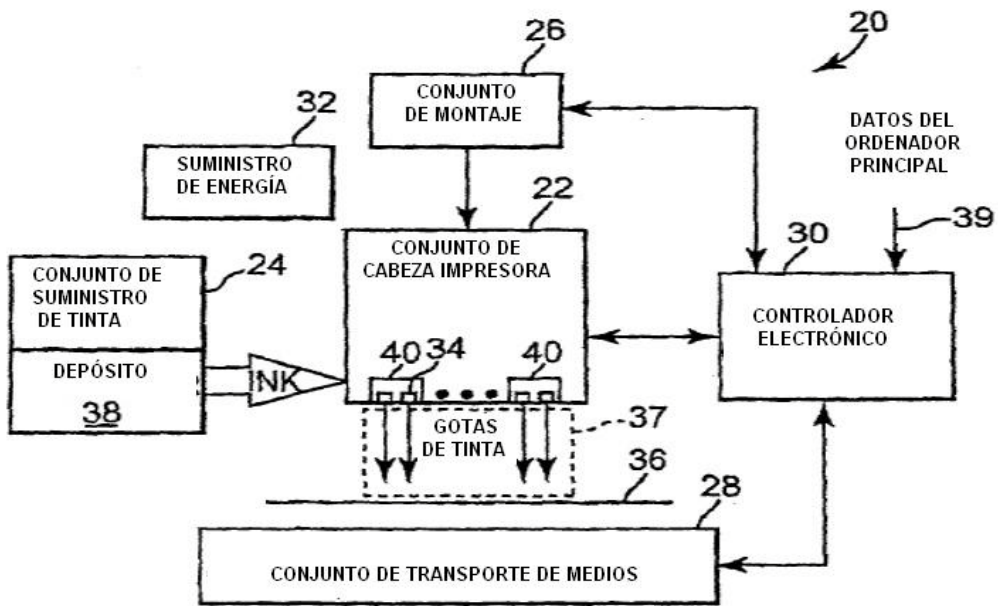 20
26
CONJUNTO
DE MONTAJE
32
SUMINISTRO
DE ENERGÍA
DATOS DEL
ORDENADOR
PRINCIPAL
39
22
CONJUNTO DE
CABEZA IMPRESORA
30
CONTROLADOR
ELECTRÓNICO
24
CONJUNTO DE
SUMINISTRO
DE TINTA
DEPÓSITO
38
INK
40 34 40
GOTAS
DE TINTA
37
36
28
CONJUNTO DE TRANSPORTE DE MEDIOS